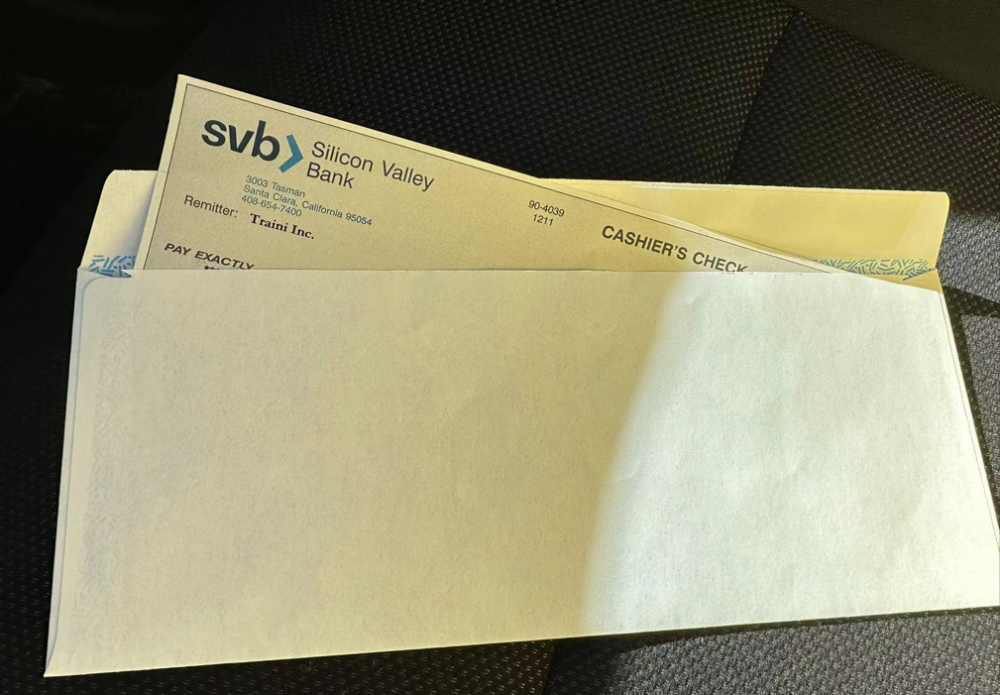 svb> Silicon Valley
Bank
3003 Tasman
Santa Clara, California 95054
408-654-7400
Remitter: Traini Inc.
90-4039
1211
CASHIER'S CHECK
PAY EXACTLY